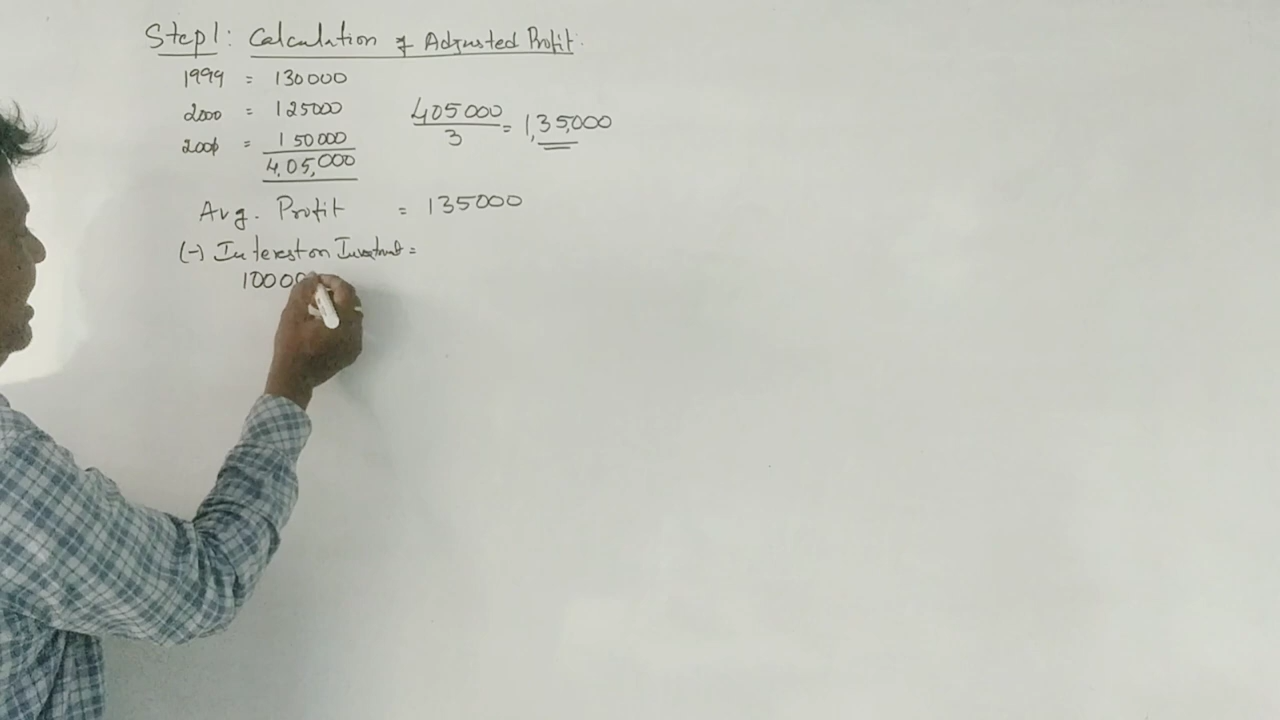 Step1: Calculation of Adjusted Profit.
1999 = 130000
2000 = 125000
2001 = 150000
4,05,000
405000
3
= 1,35,000
Avg. Profit = 135000
(-) Interest on Investment =
10000